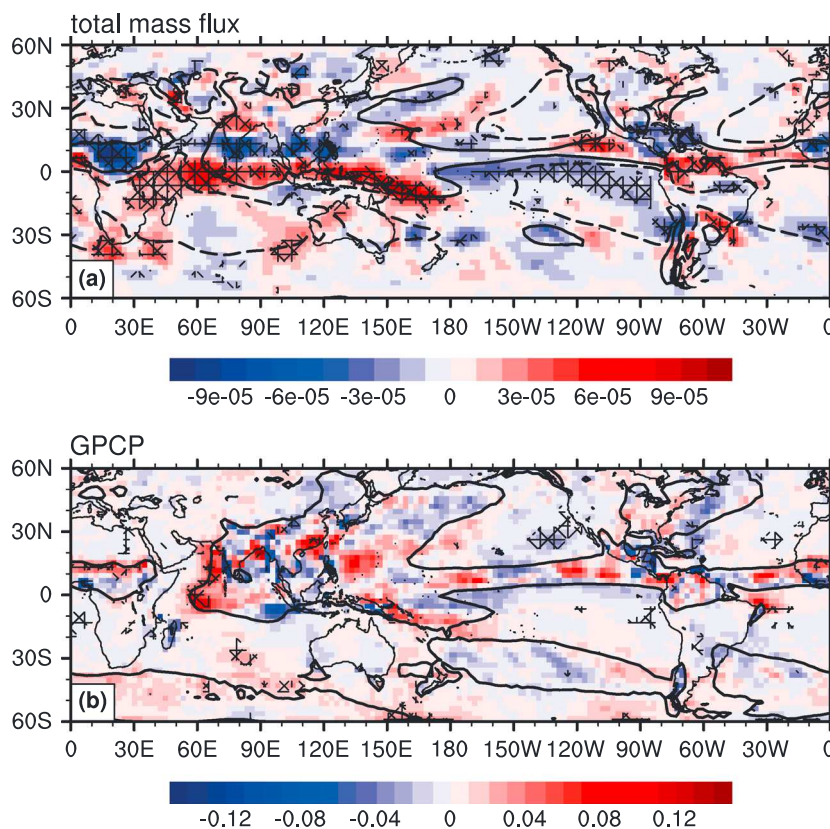 total mass flux
60N
30N
0
30S
60S
(a)
0 30E 60E 90E 120E 150E 180 150W 120W 90W 60W 30W 0
-9e-05 -6e-05 -3e-05 0 3e-05 6e-05 9e-05
GPCP
60N
30N
0
30S
60S
(b)
0 30E 60E 90E 120E 150E 180 150W 120W 90W 60W 30W 0
-0.12 -0.08 -0.04 0 0.04 0.08 0.12